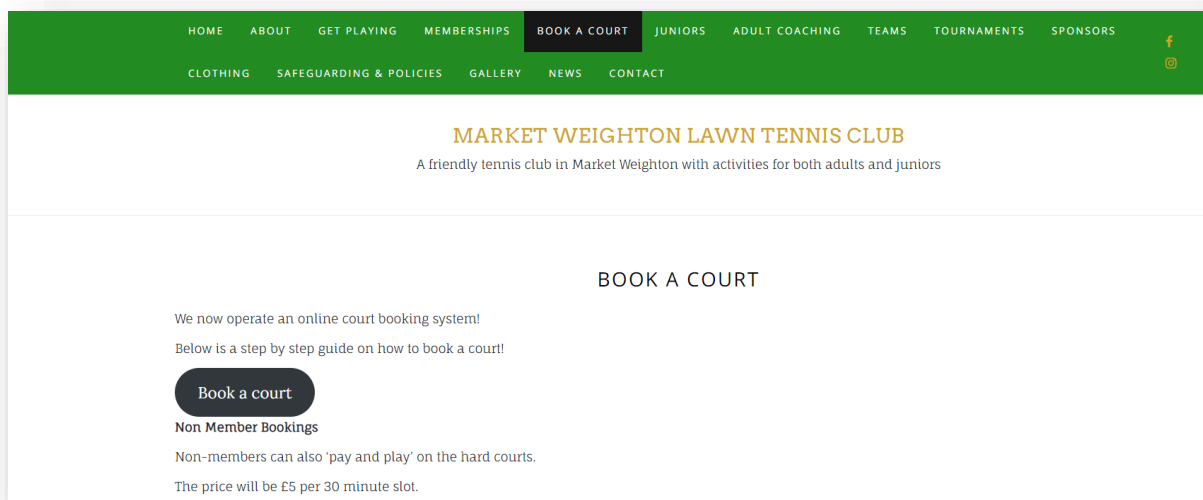 HOME ABOUT GET PLAYING MEMBERSHIPS BOOK A COURT JUNIORS ADULT COACHING TEAMS TOURNAMENTS SPONSORS
CLOTHING SAFEGUARDING & POLICIES GALLERY NEWS CONTACT
MARKET WEIGHTON LAWN TENNIS CLUB
A friendly tennis club in Market Weighton with activities for both adults and juniors
BOOK A COURT
We now operate an online court booking system!
Below is a step by step guide on how to book a court!
Book a court
Non Member Bookings
Non-members can also ‘pay and play’ on the hard courts.
The price will be £5 per 30 minute slot.